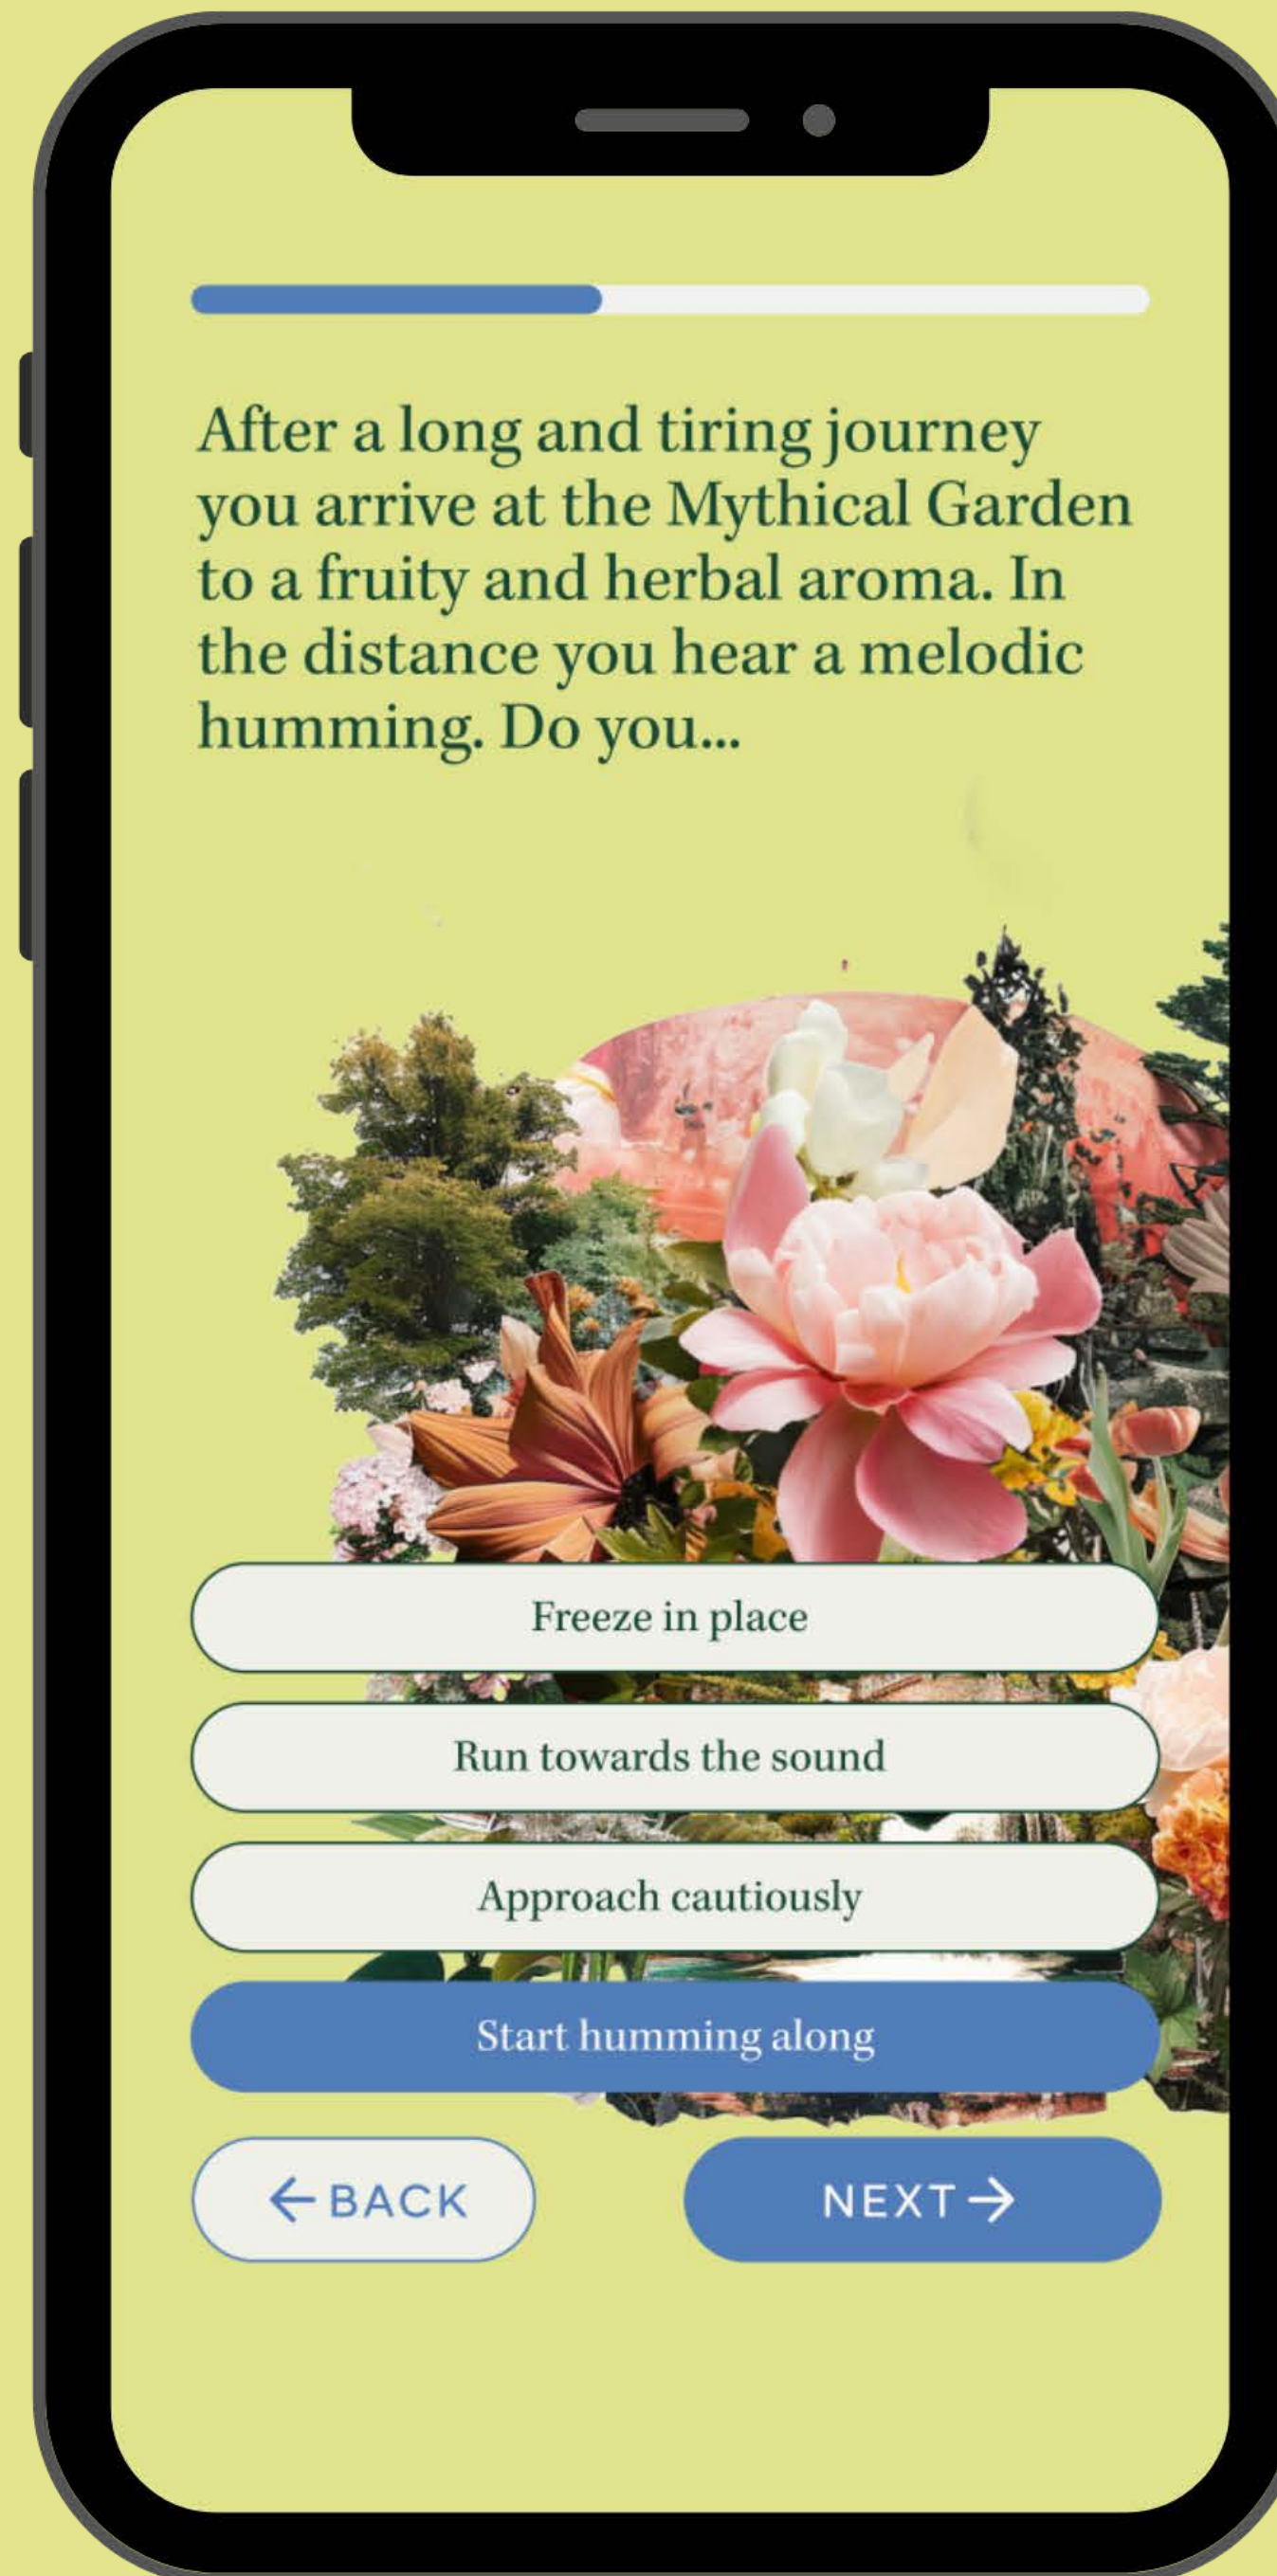 After a long and tiring journey
you arrive at the Mythical Garden
to a fruity and herbal aroma. In
the distance you hear a melodic
humming. Do you...
Freeze in place
Run towards the sound
Approach cautiously
Start humming along
← BACK
NEXT →